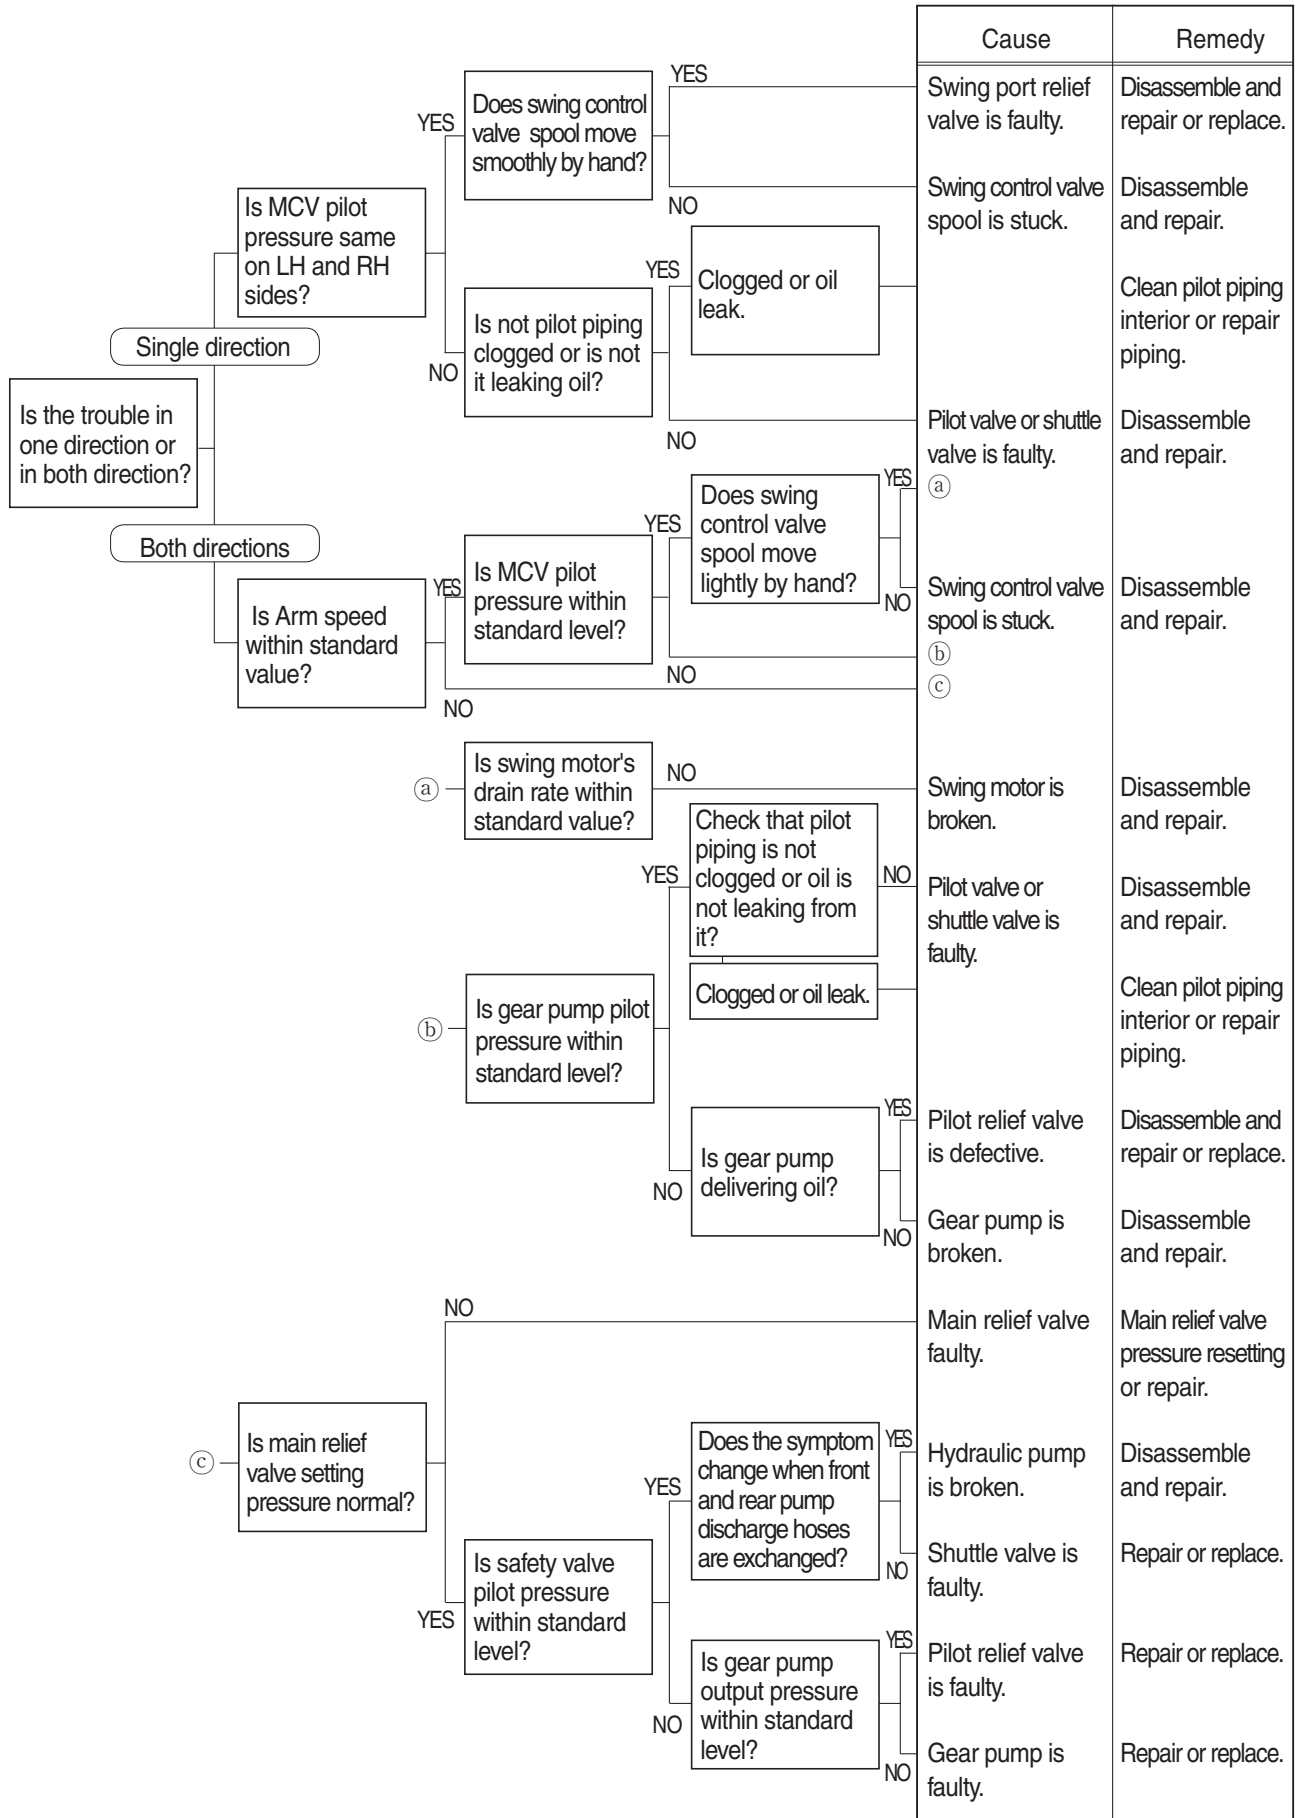 Cause
Remedy
YES
Does swing control
valve spool move
smoothly by hand?
YES
Swing port relief
valve is faulty.
Disassemble and
repair or replace.
NO
Swing control valve
spool is stuck.
Disassemble
and repair.
Is MCV pilot
pressure same
on LH and RH
sides?
YES
Clogged or oil
leak.
Clean pilot piping
interior or repair
piping.
Is not pilot piping
clogged or is not
it leaking oil?
NO
Single direction
NO
Pilot valve or shuttle
valve is faulty.
Disassemble
and repair.
Is the trouble in
one direction or
in both direction?
Both directions
YES
Does swing
control valve
spool move
lightly by hand?
YES
ⓐ
NO
Swing control valve
spool is stuck.
Disassemble
and repair.
YES
Is MCV pilot
pressure within
standard level?
Is Arm speed
within standard
value?
NO
ⓑ
NO
ⓒ
ⓐ
Is swing motor's
drain rate within
standard value?
NO
Swing motor is
broken.
Disassemble
and repair.
YES
Check that pilot
piping is not
clogged or oil is
not leaking from
it?
NO
Pilot valve or
shuttle valve is
faulty.
Disassemble
and repair.
Clogged or oil leak.
Clean pilot piping
interior or repair
piping.
ⓑ
Is gear pump pilot
pressure within
standard level?
NO
Is gear pump
delivering oil?
YES
Pilot relief valve
is defective.
Disassemble and
repair or replace.
NO
Gear pump is
broken.
Disassemble
and repair.
NO
Main relief valve
faulty.
Main relief valve
pressure resetting
or repair.
ⓒ
Is main relief
valve setting
pressure normal?
YES
Does the symptom
change when front
and rear pump
discharge hoses
are exchanged?
YES
Hydraulic pump
is broken.
Disassemble
and repair.
NO
Shuttle valve is
faulty.
Repair or replace.
YES
Is safety valve
pilot pressure
within standard
level?
NO
Is gear pump
output pressure
within standard
level?
YES
Pilot relief valve
is faulty.
Repair or replace.
NO
Gear pump is
faulty.
Repair or replace.